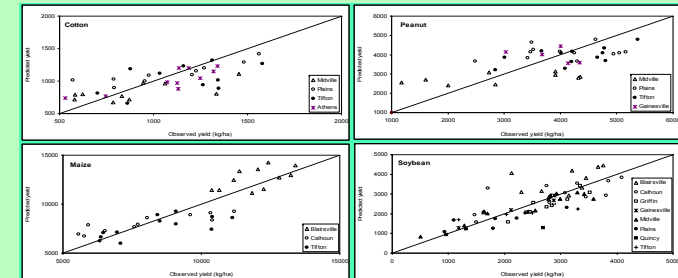 Cotton
2000
1500
1000
500
Predicted yield
500
1000
1500
2000
Observed yield (kg/ha)
Midville
Plains
Tifton
Athens
Peanut
6000
5000
4000
3000
2000
1000
Predicted yield
1000
2000
3000
4000
5000
6000
Observed yield (kg/ha)
Midville
Plains
Tifton
Gainesville
Maize
15000
10000
5000
Predicted yield
5000
10000
15000
Observed yield (kg/ha)
Blairsville
Calhoun
Tifton
Soybean
5000
4000
3000
2000
1000
0
Predicted yield
0
1000
2000
3000
4000
5000
Observed yield (kg/ha)
Blairsville
Calhoun
Griffin
Gainesville
Midville
Plains
Quincy
Tifton